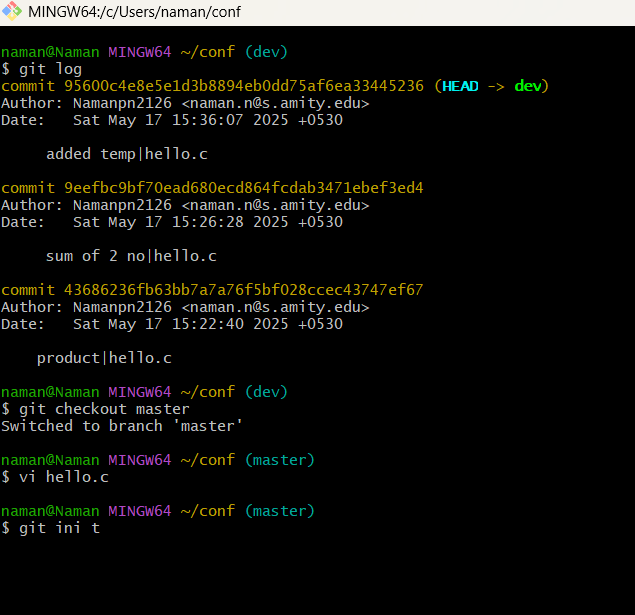 MINGW64:/c/Users/naman/conf
naman@Naman MINGW64 ~/conf (dev)
$ git log
commit 95600c4e8e5e1d3b8894eb0dd75af6ea33445236 (HEAD -> dev)
Author: Namanpn2126 <naman.n@s.amity.edu>
Date:   Sat May 17 15:36:07 2025 +0530
     added temp|hello.c
commit 9eefbc9bf70ead680ecd864fcdab3471ebef3ed4
Author: Namanpn2126 <naman.n@s.amity.edu>
Date:   Sat May 17 15:26:28 2025 +0530
     sum of 2 no|hello.c
commit 43686236fb63bb7a7a76f5bf028ccec43747ef67
Author: Namanpn2126 <naman.n@s.amity.edu>
Date:   Sat May 17 15:22:40 2025 +0530
    product|hello.c
naman@Naman MINGW64 ~/conf (dev)
$ git checkout master
Switched to branch 'master'
naman@Naman MINGW64 ~/conf (master)
$ vi hello.c
naman@Naman MINGW64 ~/conf (master)
$ git ini t